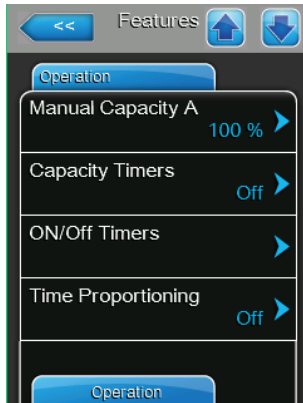 << Features
Operation
Manual Capacity A
100 %
Capacity Timers
Off
ON/Off Timers
Time Proportioning
Off
Operation